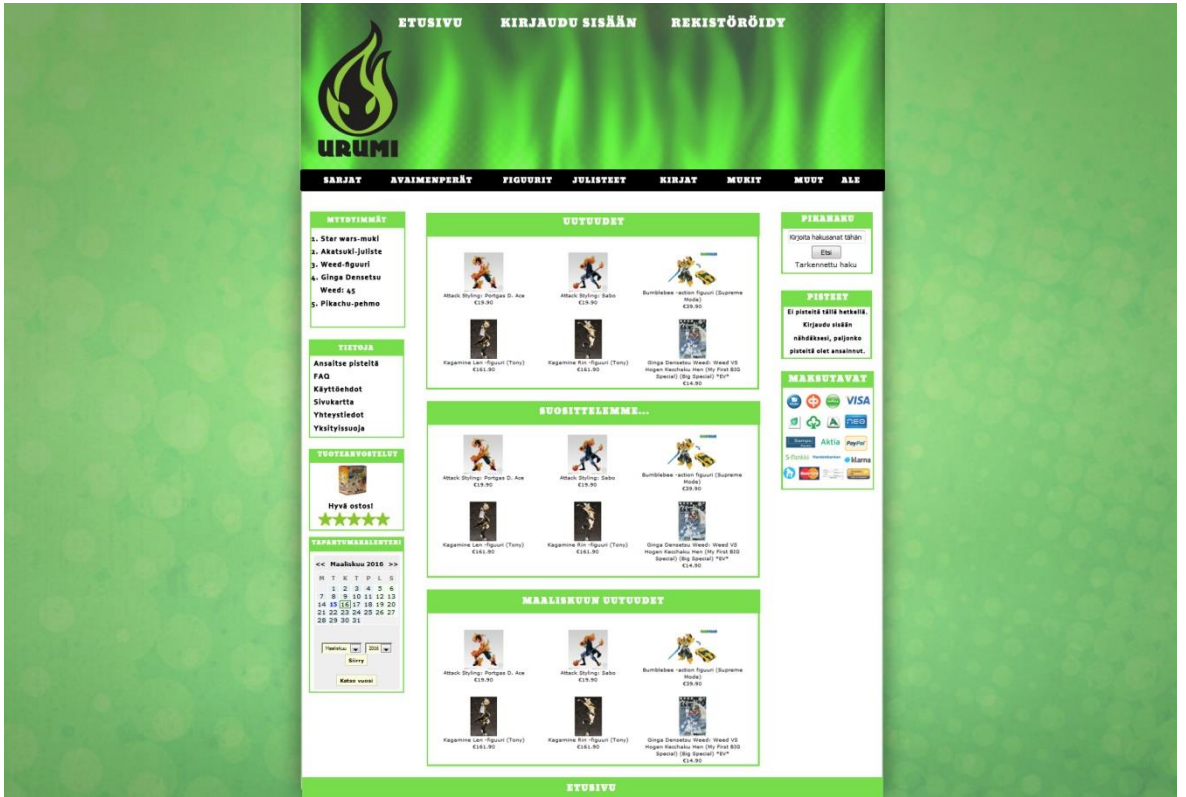 ETUSIVU KIRJAUDU SISÄÄN REKISTÖRÖIDY
URUMI
SARJAT AVAIMENPERÄT FIGUURIT JULISTEET KIRJAT MUKIT MUUT ALE
MYYDYIMMÄT
1. Star wars-muki
2. Akatsuki-juliste
3. Weed-figuuri
4. Ginga Densetsu
Weed: 45
5. Pikachu-pehmo
TIETOJA
Ansaitse pisteitä
FAQ
Käyttöehdot
Sivukartta
Yhteystiedot
Yksityissuoja
TUOTEARVOSTELUT
Hyvä ostos!
TAPAHTUMAKALENTERI
<< Maaliskuu 2016 >>
M T K T P L S
1 2 3 4 5 6
7 8 9 10 11 12 13
14 15 16 17 18 19 20
21 22 23 24 25 26 27
28 29 30 31
Maaliskuu 2016
Siirry
Katso vuosi
UUTUUDET
Attack Styling: Portgas D. Ace
€19.90
Attack Styling: Sabo
€19.90
Bumblebee -action figuuri (Supreme
Mode)
€39.90
Kagamine Len -figuuri (Tony)
€161.90
Kagamine Rin -figuuri (Tony)
€161.90
Ginga Densetsu Weed: Weed VS
Hogen Kecchaku Hen (My First BIG
Special) (Big Special) *EV*
€14.90
SUOSITTELEMME...
Attack Styling: Portgas D. Ace
€19.90
Attack Styling: Sabo
€19.90
Bumblebee -action figuuri (Supreme
Mode)
€39.90
Kagamine Len -figuuri (Tony)
€161.90
Kagamine Rin -figuuri (Tony)
€161.90
Ginga Densetsu Weed: Weed VS
Hogen Kecchaku Hen (My First BIG
Special) (Big Special) *EV*
€14.90
MAALISKUUN UUTUUDET
Attack Styling: Portgas D. Ace
€19.90
Attack Styling: Sabo
€19.90
Bumblebee -action figuuri (Supreme
Mode)
€39.90
Kagamine Len -figuuri (Tony)
€161.90
Kagamine Rin -figuuri (Tony)
€161.90
Ginga Densetsu Weed: Weed VS
Hogen Kecchaku Hen (My First BIG
Special) (Big Special) *EV*
€14.90
PIKAHAKU
Kirjoita hakusanat tähän
Etsi
Tarkennettu haku
PISTEET
Ei pisteitä tällä hetkellä.
Kirjaudu sisään
nähdäksesi, paljonko
pisteitä olet ansainnut.
MAKSUTAVAT
VISA
neo
Sampo
Aktia
PayPal
S-Pankki
Handelsbanken
klarna
MasterCard
ETUSIVU